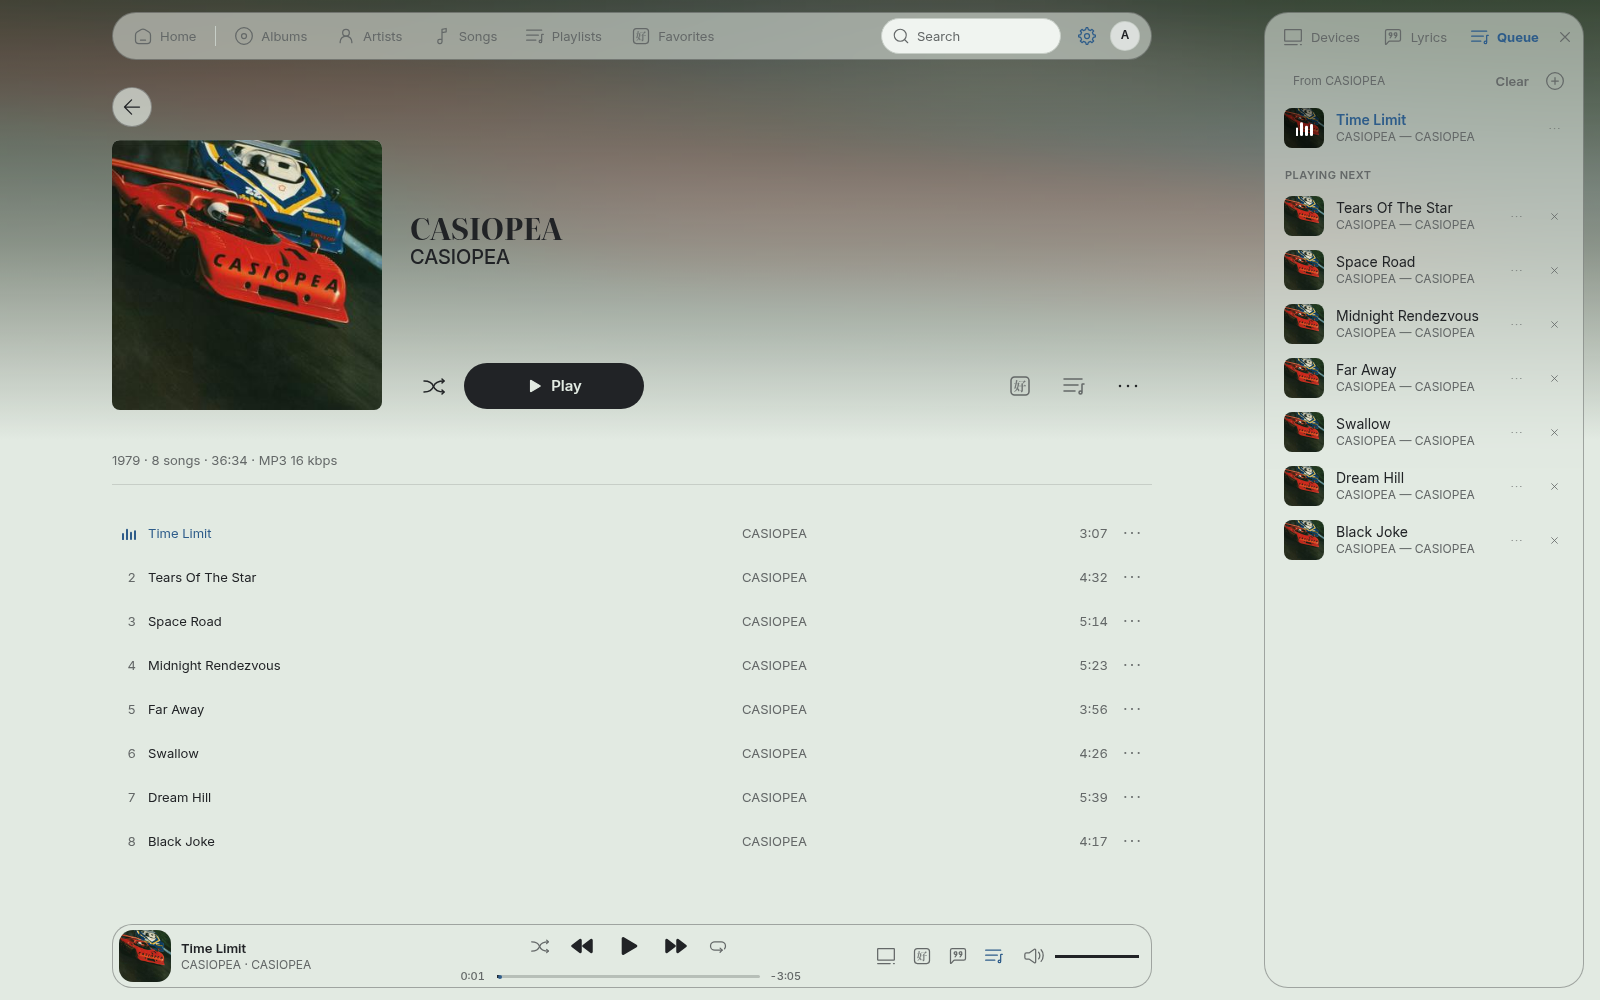 Home
Albums
Artists
Songs
Playlists
好 Favorites
Search
A
Devices
Lyrics
Queue
From CASIOPEA
Clear
Time Limit
CASIOPEA — CASIOPEA
PLAYING NEXT
Tears Of The Star
CASIOPEA — CASIOPEA
Space Road
CASIOPEA — CASIOPEA
Midnight Rendezvous
CASIOPEA — CASIOPEA
Far Away
CASIOPEA — CASIOPEA
Swallow
CASIOPEA — CASIOPEA
Dream Hill
CASIOPEA — CASIOPEA
Black Joke
CASIOPEA — CASIOPEA
CASIOPEA
CASIOPEA
CASIOPEA
Play
好
1979 · 8 songs · 36:34 · MP3 16 kbps
Time Limit CASIOPEA 3:07
2 Tears Of The Star CASIOPEA 4:32
3 Space Road CASIOPEA 5:14
4 Midnight Rendezvous CASIOPEA 5:23
5 Far Away CASIOPEA 3:56
6 Swallow CASIOPEA 4:26
7 Dream Hill CASIOPEA 5:39
8 Black Joke CASIOPEA 4:17
Time Limit
CASIOPEA · CASIOPEA
0:01
-3:05
好